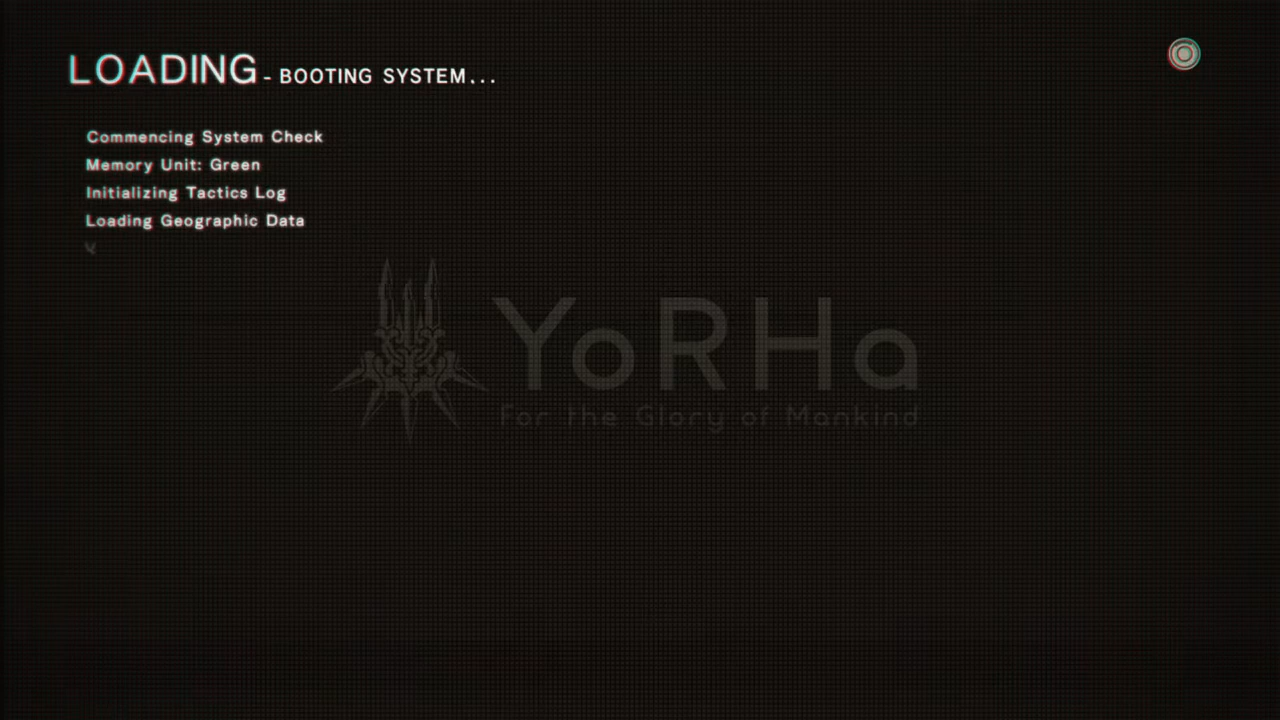 LOADING - BOOTING SYSTEM...
Commencing System Check
Memory Unit: Green
Initializing Tactics Log
Loading Geographic Data
YoRHa
For the Glory of Mankind